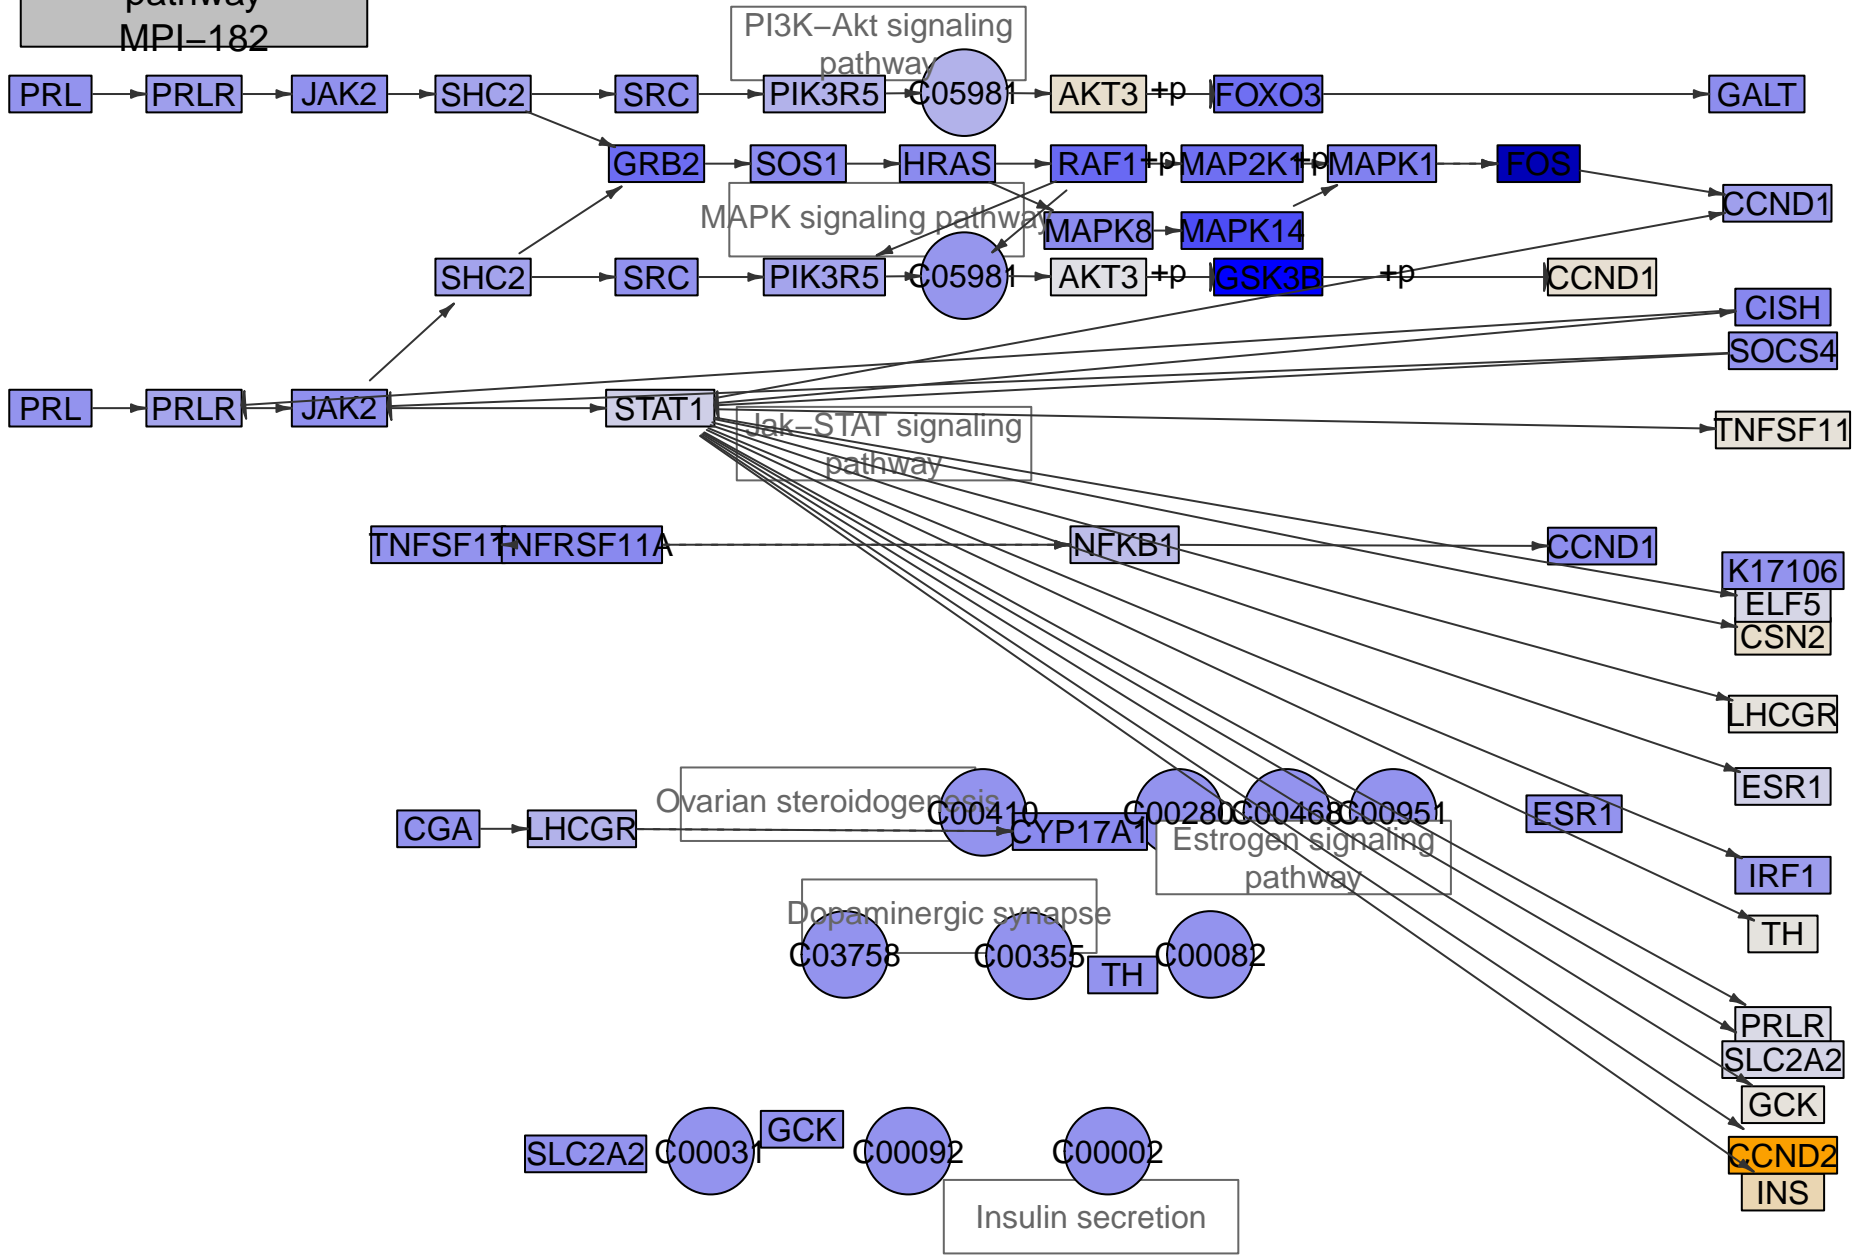 pathway
MPI−182
PI3K−Akt signaling
pathway
PRL
PRLR
JAK2
SHC2
SRC
PIK3R5
C05981
AKT3
+p
FOXO3
GALT
GRB2
SOS1
HRAS
RAF1
+p
MAP2K1
+p
MAPK1
FOS
CCND1
MAPK signaling pathway
MAPK8
MAPK14
SHC2
SRC
PIK3R5
C05981
AKT3
+p
GSK3B
+p
CCND1
CISH
SOCS4
PRL
PRLR
JAK2
STAT1
Jak−STAT signaling
pathway
TNFSF11
TNFSF11
TNFRSF11A
NFKB1
CCND1
K17106
ELF5
CSN2
LHCGR
ESR1
Ovarian steroidogenesis
C00410
C00280
C00468
C00951
ESR1
CGA
LHCGR
CYP17A1
Estrogen signaling
pathway
IRF1
Dopaminergic synapse
TH
C03758
C00355
TH
C00082
PRLR
SLC2A2
GCK
SLC2A2
C00031
GCK
C00092
C00002
CCND2
INS
Insulin secretion